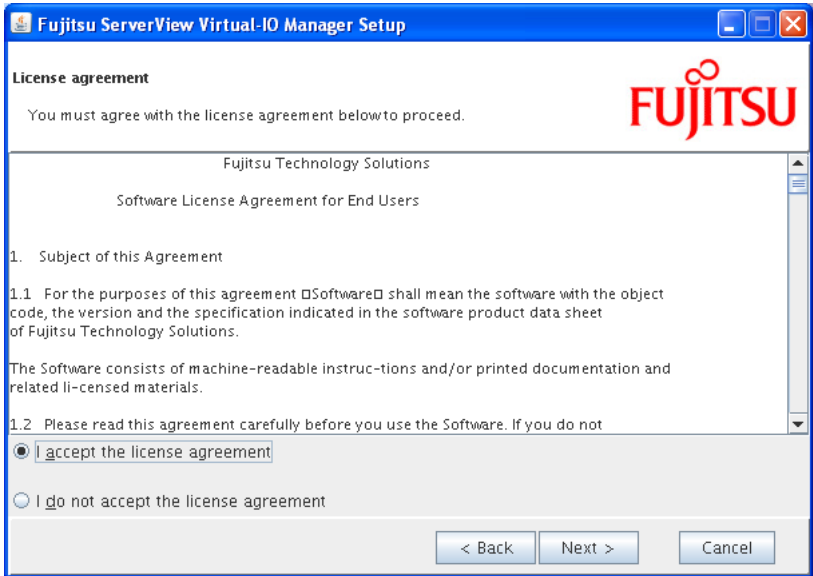 Fujitsu ServerView Virtual-IO Manager Setup
License agreement
You must agree with the license agreement below to proceed.
FUJITSU
Fujitsu Technology Solutions
Software License Agreement for End Users
1. Subject of this Agreement
1.1 For the purposes of this agreement □Software□ shall mean the software with the object
code, the version and the specification indicated in the software product data sheet
of Fujitsu Technology Solutions.
The Software consists of machine-readable instruc-tions and/or printed documentation and
related li-censed materials.
1.2 Please read this agreement carefully before you use the Software. If you do not
I accept the license agreement
I do not accept the license agreement
< Back Next > Cancel